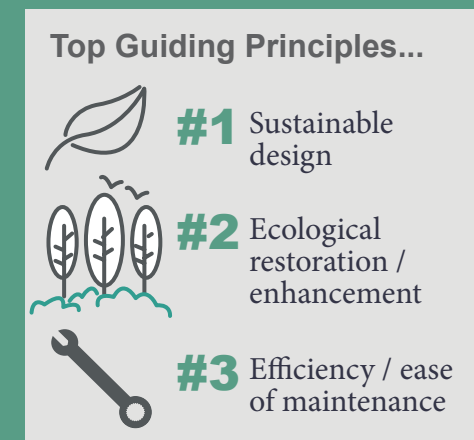 Top Guiding Principles...
#1 Sustainable
design
#2 Ecological
restoration /
enhancement
#3 Efficiency / ease
of maintenance